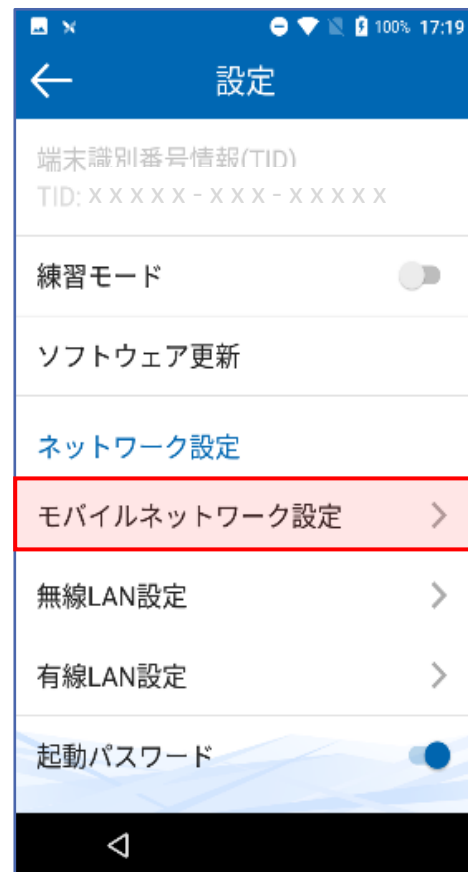 100% 17:19
設定
端末識別番号情報(TID)
TID: X X X X X - X X X - X X X X X
練習モード
ソフトウェア更新
ネットワーク設定
モバイルネットワーク設定
無線LAN設定
有線LAN設定
起動パスワード